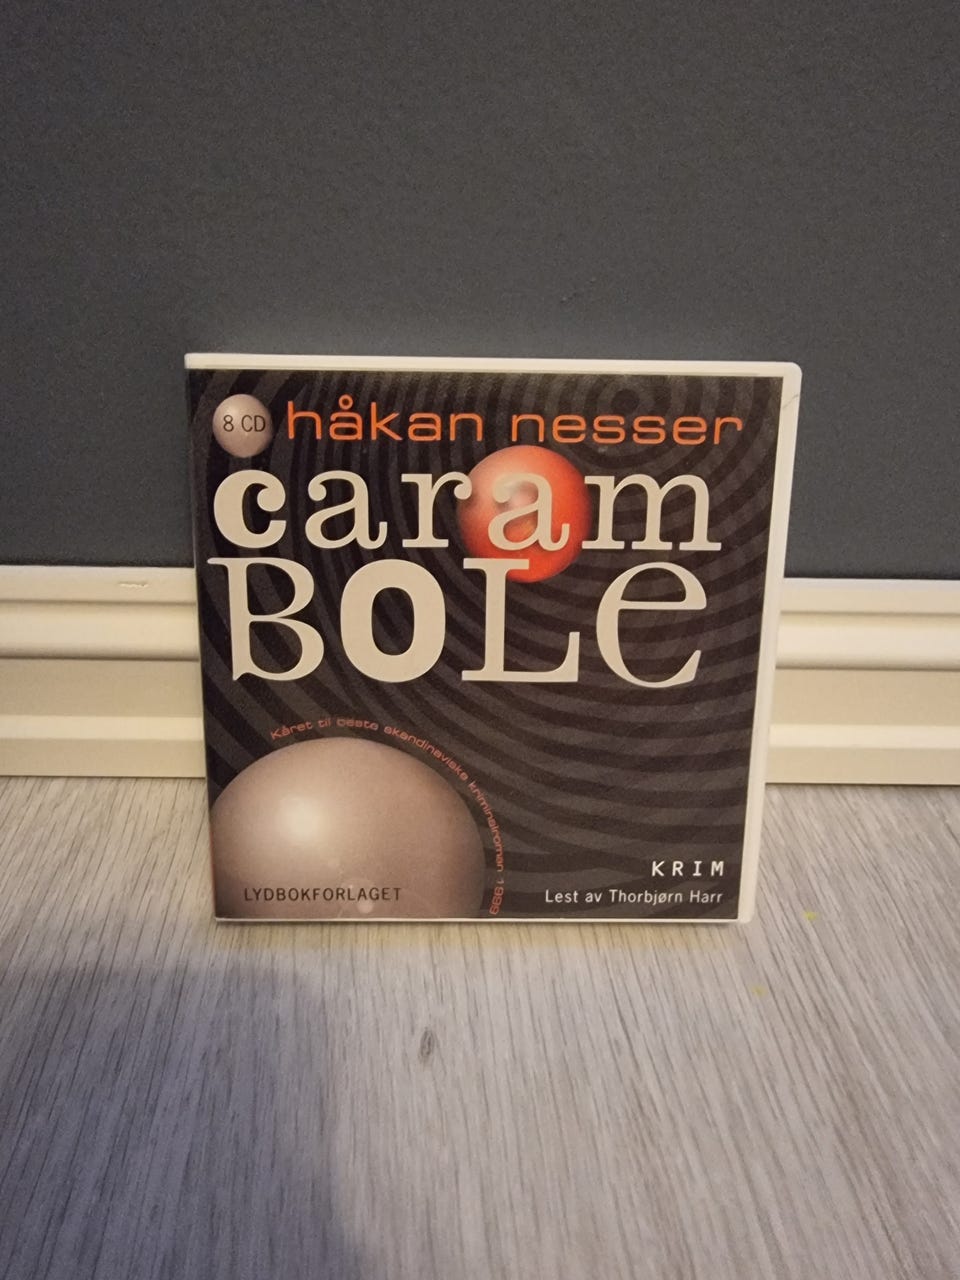 8 CD
håkan nesser
caram
BOLe
Kåret til beste skandinaviske kriminalroman 1999
KRIM
LYDBOKFORLAGET
Lest av Thorbjørn Harr